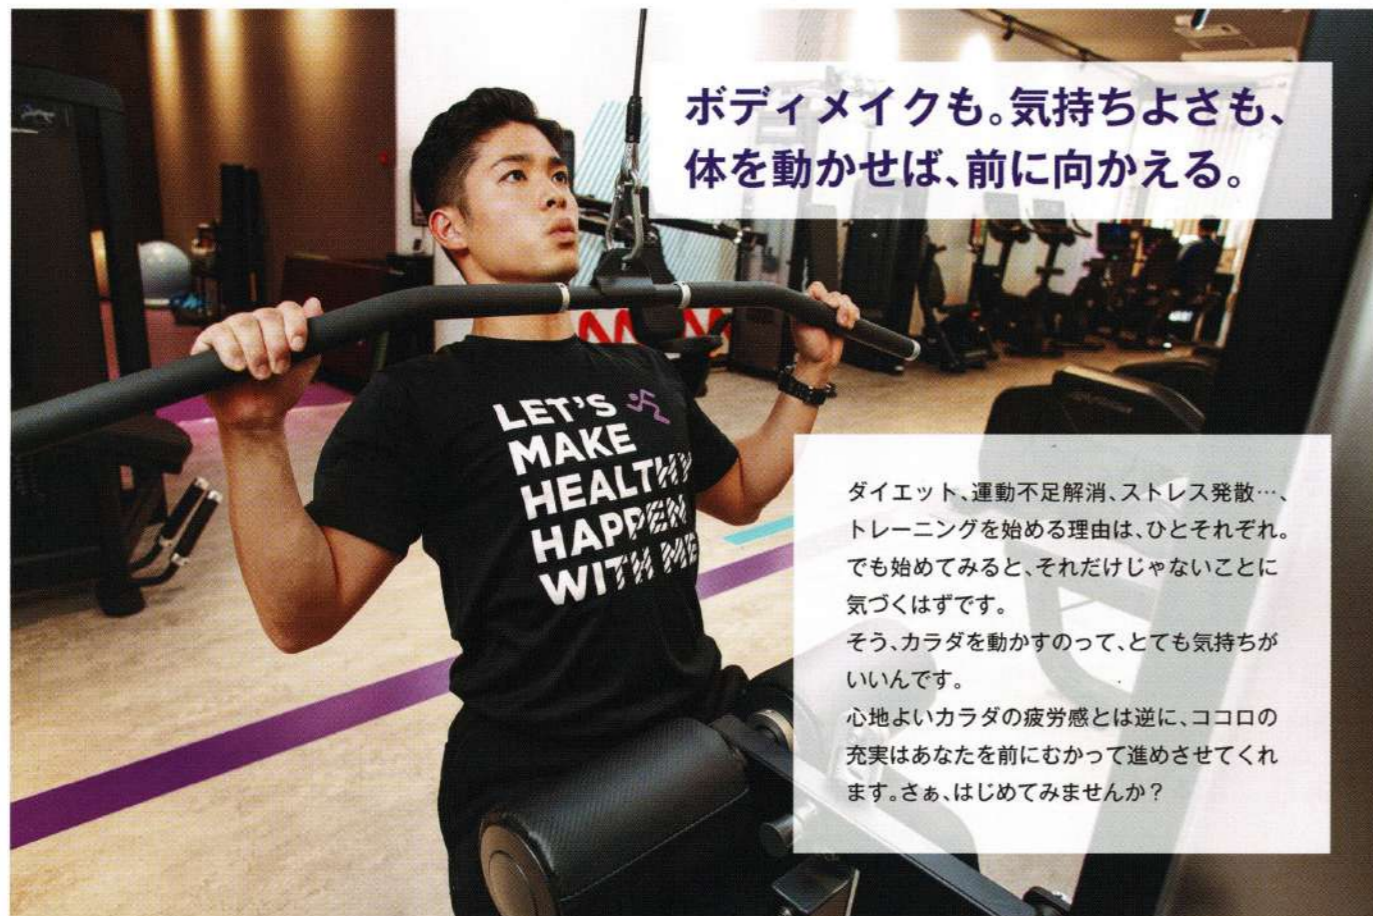 ボディメイクも。気持ちよさも、
体を動かせば、前に向かえる。
LET'S
MAKE
HEALTHY
HAPPEN
WITH ME
ダイエット、運動不足解消、ストレス発散…、
トレーニングを始める理由は、ひとそれぞれ。
でも始めてみると、それだけじゃないことに
気づくはずです。
そう、カラダを動かすのって、とても気持ちが
いいんです。
心地よいカラダの疲労感とは逆に、ココロの
充実はあなたを前にむかって進めさせてくれ
ます。さぁ、はじめてみませんか？